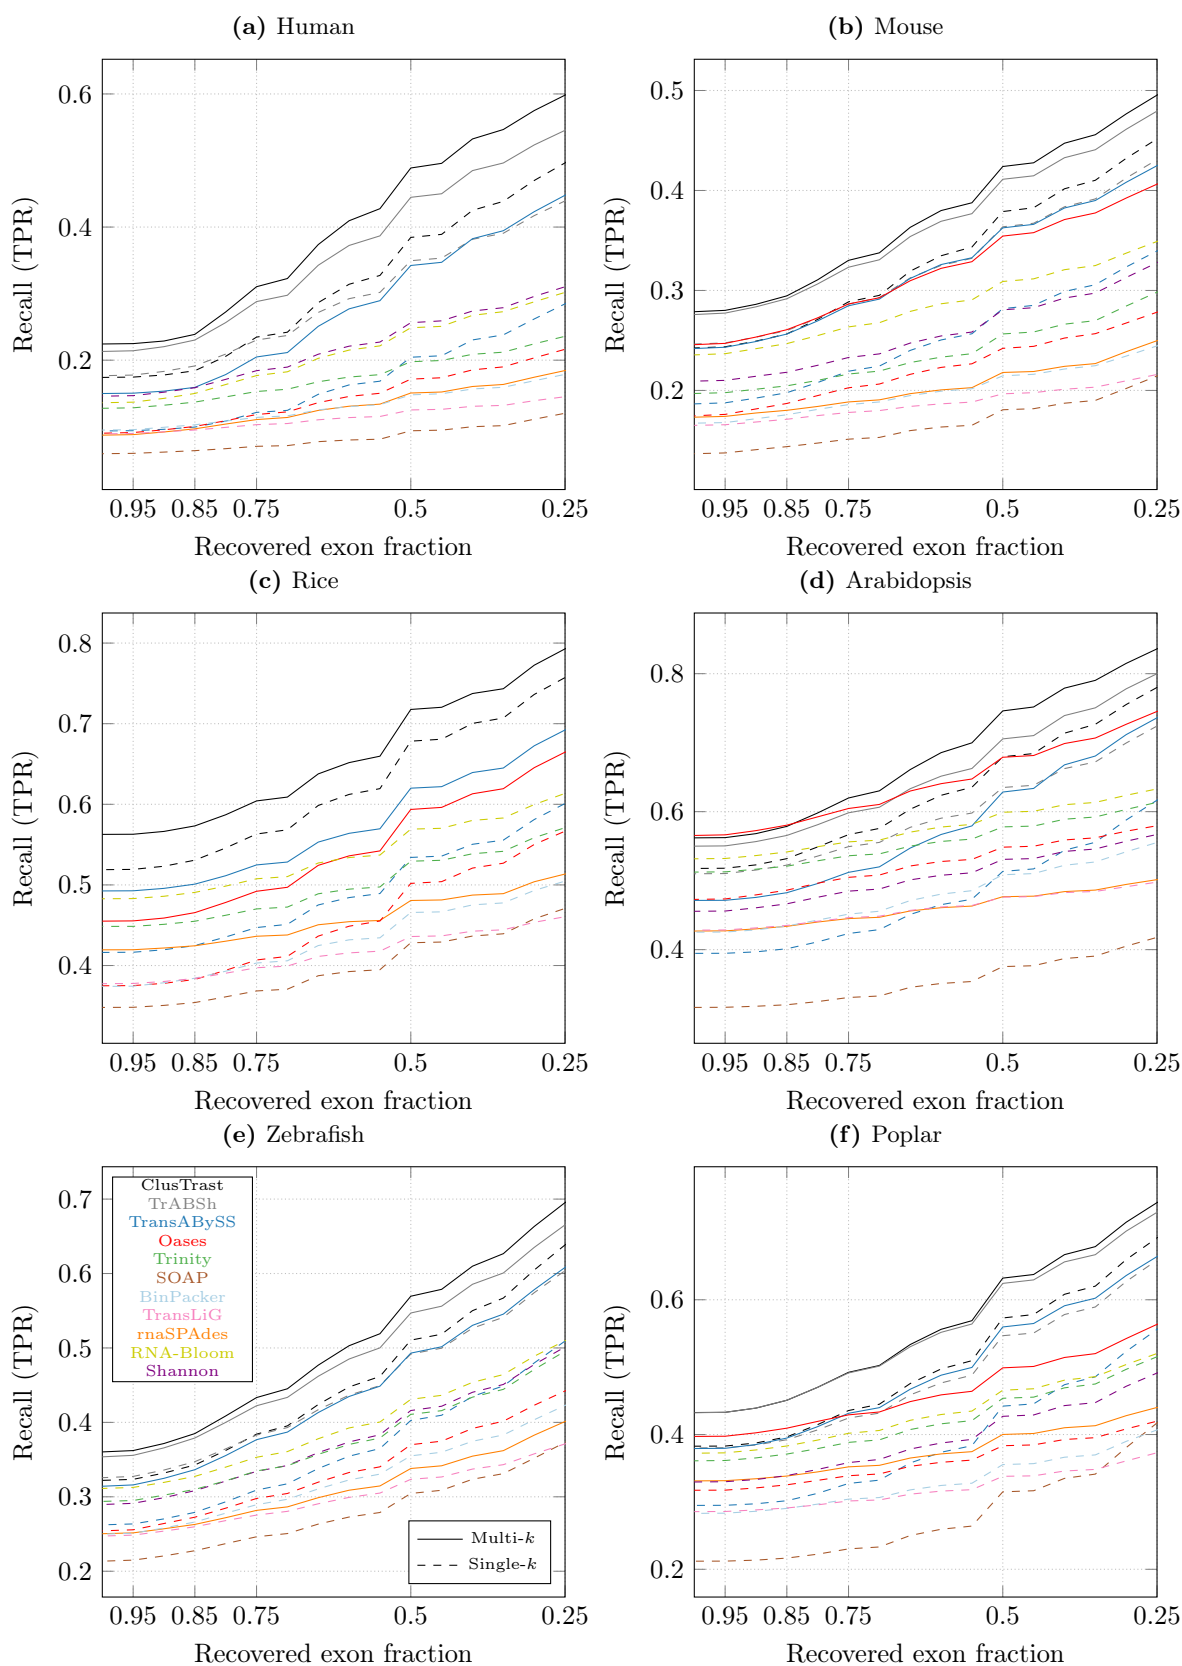 (a) Human
(b) Mouse
0.6
0.4
0.2
Recall (TPR)
0.95 0.85 0.75 0.5 0.25
Recovered exon fraction
0.5
0.4
0.3
0.2
Recall (TPR)
0.95 0.85 0.75 0.5 0.25
Recovered exon fraction
(c) Rice
(d) Arabidopsis
0.8
0.7
0.6
0.5
0.4
Recall (TPR)
0.95 0.85 0.75 0.5 0.25
Recovered exon fraction
0.8
0.6
0.4
Recall (TPR)
0.95 0.85 0.75 0.5 0.25
Recovered exon fraction
(e) Zebrafish
(f) Poplar
0.7
0.6
0.5
0.4
0.3
0.2
Recall (TPR)
ClusTrast
TrABSh
TransABySS
Oases
Trinity
SOAP
BinPacker
TransLiG
rnaSPAdes
RNA-Bloom
Shannon
Multi-k
Single-k
0.95 0.85 0.75 0.5 0.25
Recovered exon fraction
0.6
0.4
0.2
Recall (TPR)
0.95 0.85 0.75 0.5 0.25
Recovered exon fraction